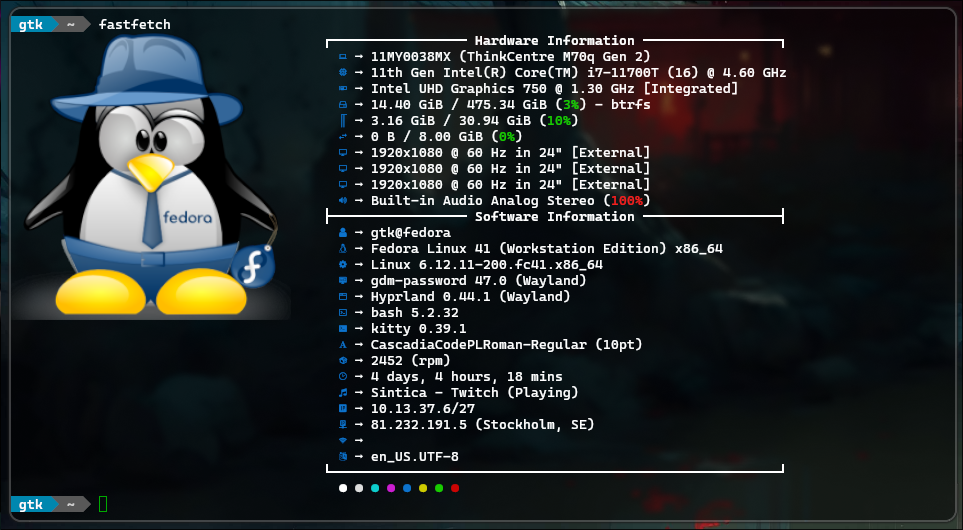 gtk ~ fastfetch
Hardware Information
→ 11MY0038MX (ThinkCentre M70q Gen 2)
→ 11th Gen Intel(R) Core(TM) i7-11700T (16) @ 4.60 GHz
→ Intel UHD Graphics 750 @ 1.30 GHz [Integrated]
→ 14.40 GiB / 475.34 GiB (3%) - btrfs
→ 3.16 GiB / 30.94 GiB (10%)
→ 0 B / 8.00 GiB (0%)
→ 1920x1080 @ 60 Hz in 24" [External]
→ 1920x1080 @ 60 Hz in 24" [External]
→ 1920x1080 @ 60 Hz in 24" [External]
→ Built-in Audio Analog Stereo (100%)
fedora
Software Information
→ gtk@fedora
→ Fedora Linux 41 (Workstation Edition) x86_64
→ Linux 6.12.11-200.fc41.x86_64
→ gdm-password 47.0 (Wayland)
→ Hyprland 0.44.1 (Wayland)
→ bash 5.2.32
→ kitty 0.39.1
→ CascadiaCodePLRoman-Regular (10pt)
→ 2452 (rpm)
→ 4 days, 4 hours, 18 mins
→ Sintica - Twitch (Playing)
→ 10.13.37.6/27
→ 81.232.191.5 (Stockholm, SE)
→
→ en_US.UTF-8
gtk ~